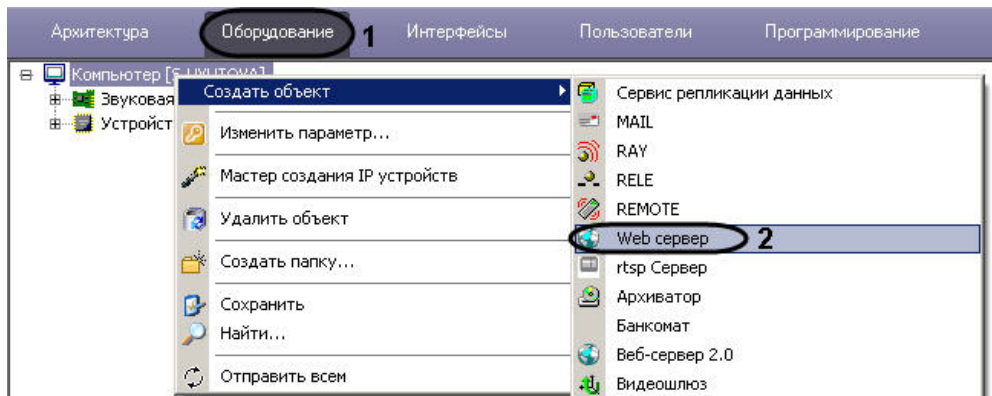 Архитектура Оборудование 1 Интерфейсы Пользователи Программирование
Компьютер
Звуковая
Устройст
Создать объект
Изменить параметр...
Мастер создания IP устройств
Удалить объект
Создать папку...
Сохранить
Найти...
Отправить всем
Сервис репликации данных
MAIL
RAY
RELE
REMOTE
Web сервер 2
rtsp Сервер
Архиватор
Банкомат
Веб-сервер 2.0
Видеошлюз